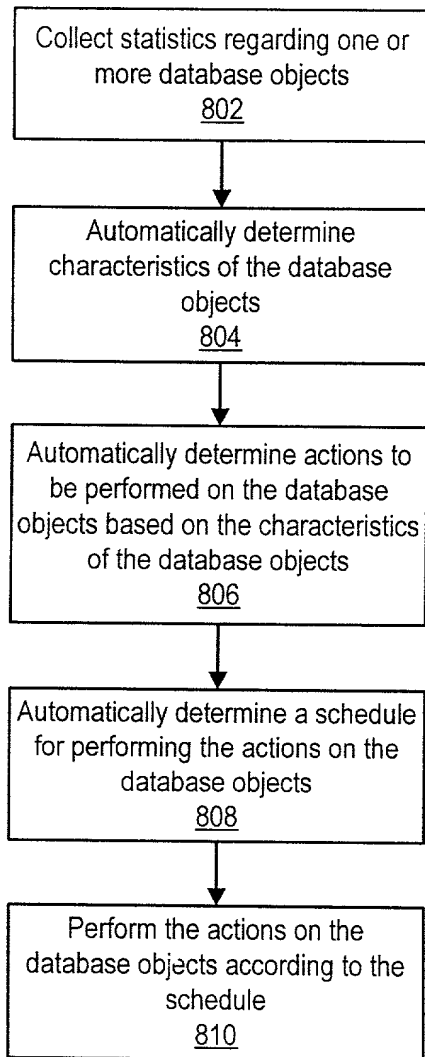 Collect statistics regarding one or
more database objects
802
Automatically determine
characteristics of the database
objects
804
Automatically determine actions to
be performed on the database
objects based on the characteristics
of the database objects
806
Automatically determine a schedule
for performing the actions on the
database objects
808
Perform the actions on the
database objects according to the
schedule
810